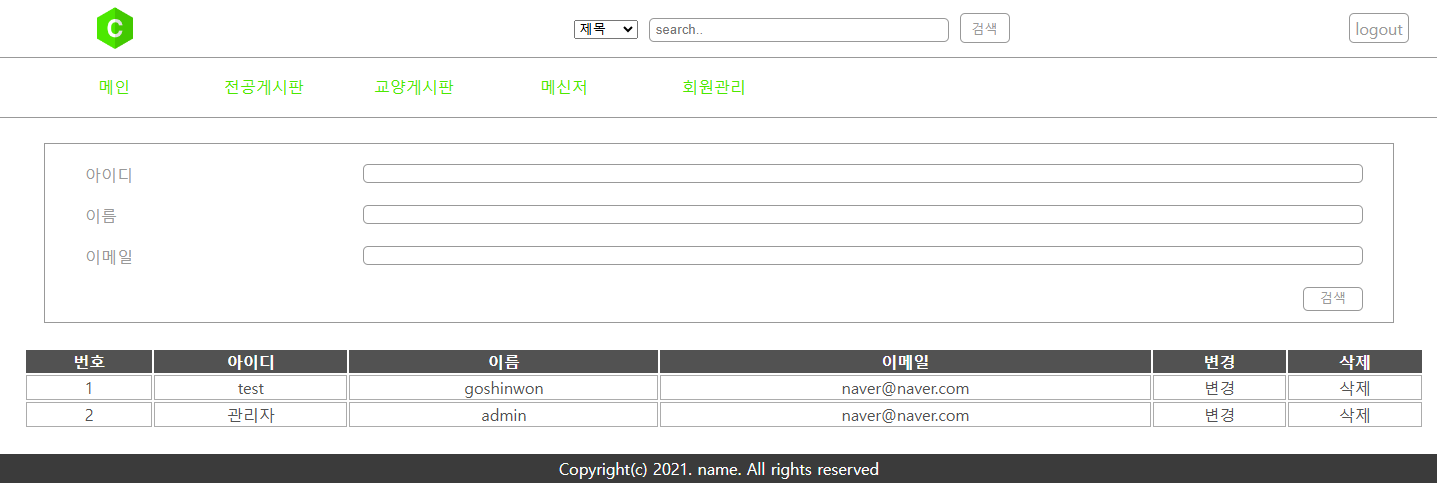 C 제목 search.. 검색 logout
메인 전공게시판 교양게시판 메신저 회원관리
아이디
이름
이메일
검색
번호 아이디 이름 이메일 변경 삭제
1 test goshinwon naver@naver.com 변경 삭제
2 관리자 admin naver@naver.com 변경 삭제
Copyright(c) 2021. name. All rights reserved